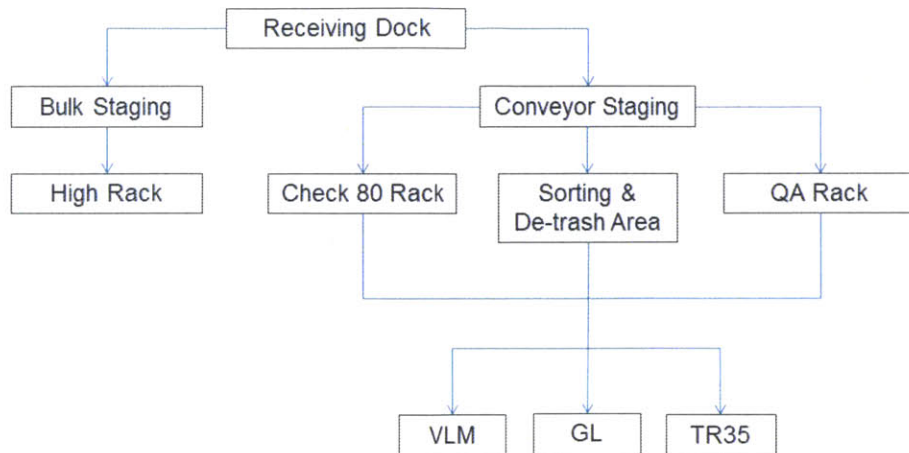 Receiving Dock
Bulk Staging
Conveyor Staging
High Rack
Check 80 Rack
Sorting &
De-trash Area
QA Rack
VLM
GL
TR35